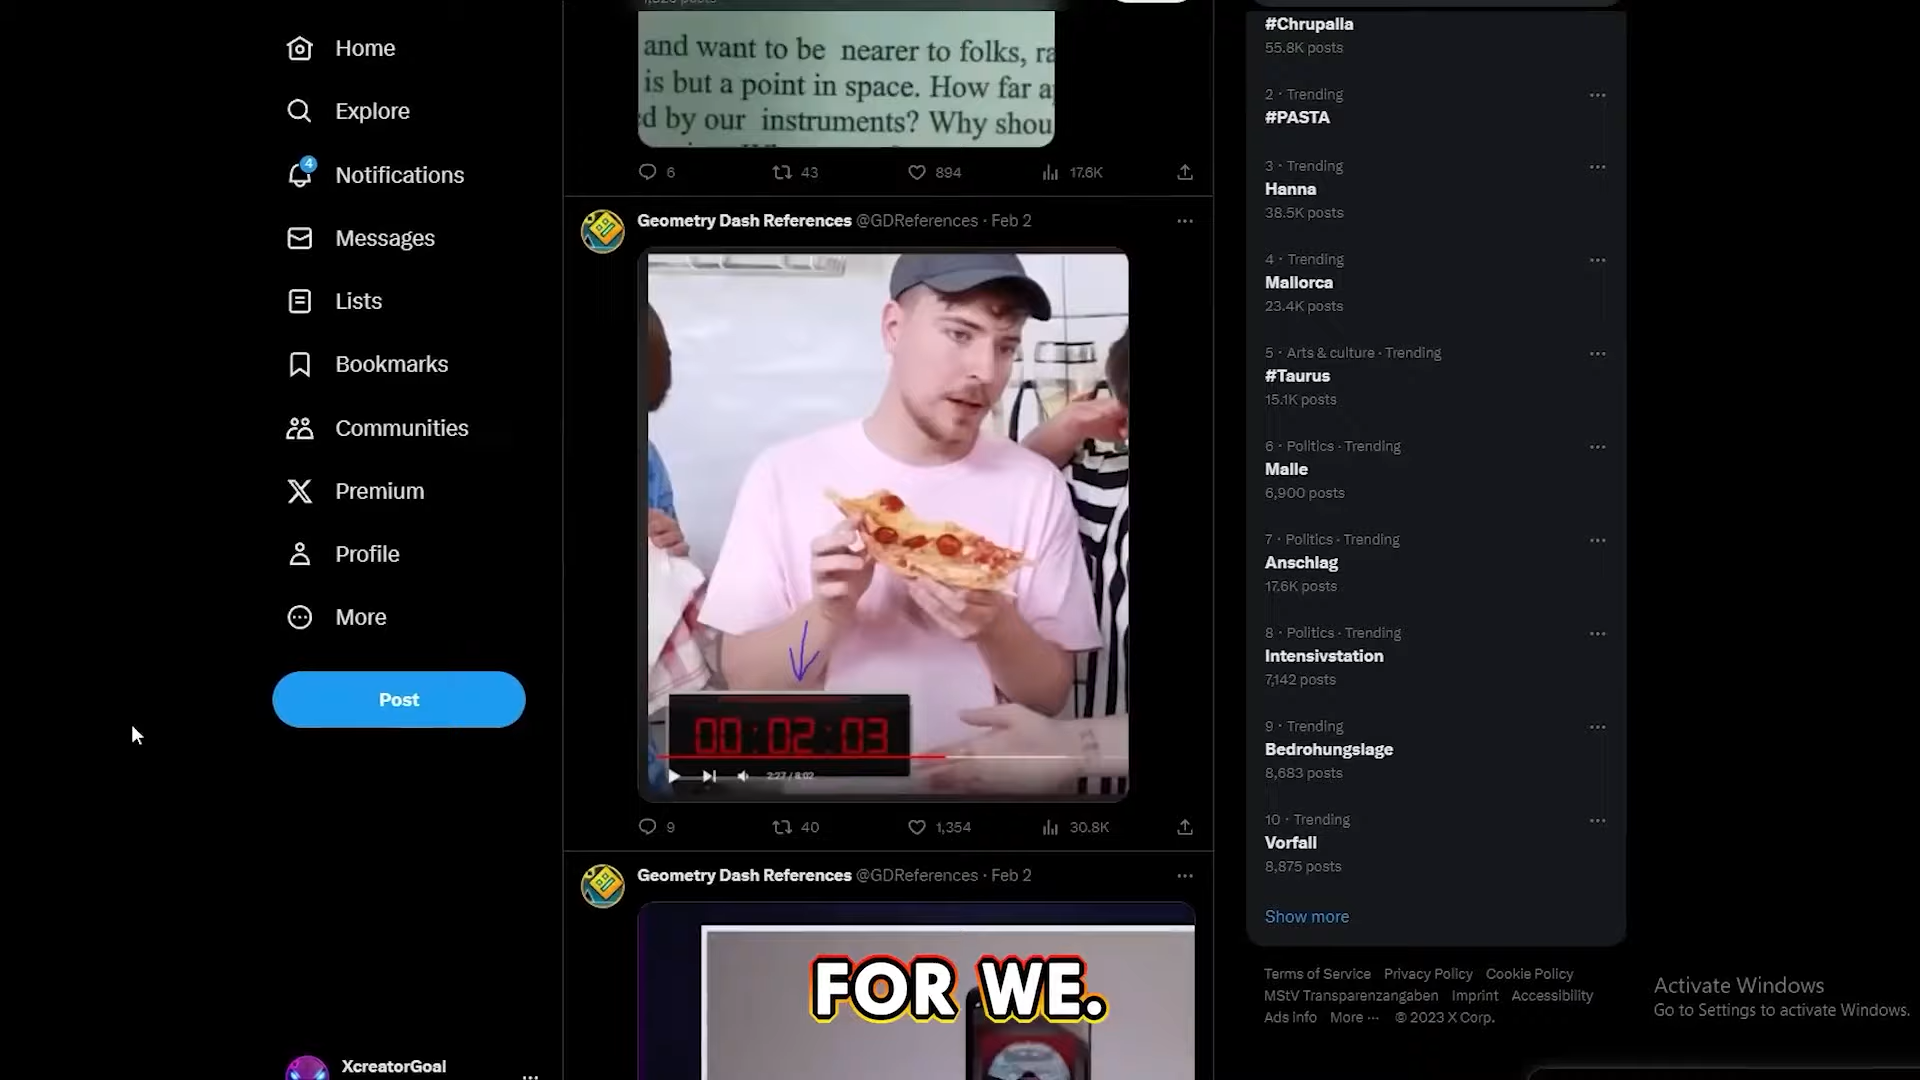 Home
Explore
4
Notifications
Messages
Lists
Bookmarks
Communities
Premium
Profile
More
Post
XcreatorGoal
and want to be nearer to folks, ra
is but a point in space. How far a
d by our instruments? Why shou
6 43 894 17.6K
Geometry Dash References @GDReferences · Feb 2
00:02:03
2:27 / 8:02
9 40 1,354 30.8K
Geometry Dash References @GDReferences · Feb 2
FOR WE.
#Chrupalla
55.8K posts
2 · Trending
#PASTA
3 · Trending
Hanna
38.5K posts
4 · Trending
Mallorca
23.4K posts
5 · Arts & culture · Trending
#Taurus
15.1K posts
6 · Politics · Trending
Malle
6,900 posts
7 · Politics · Trending
Anschlag
17.6K posts
8 · Politics · Trending
Intensivstation
7,142 posts
9 · Trending
Bedrohungslage
8,683 posts
10 · Trending
Vorfall
8,875 posts
Show more
Terms of Service Privacy Policy Cookie Policy
MStV Transparenzangaben Imprint Accessibility
Ads info More ··· © 2023 X Corp.
Activate Windows
Go to Settings to activate Windows.